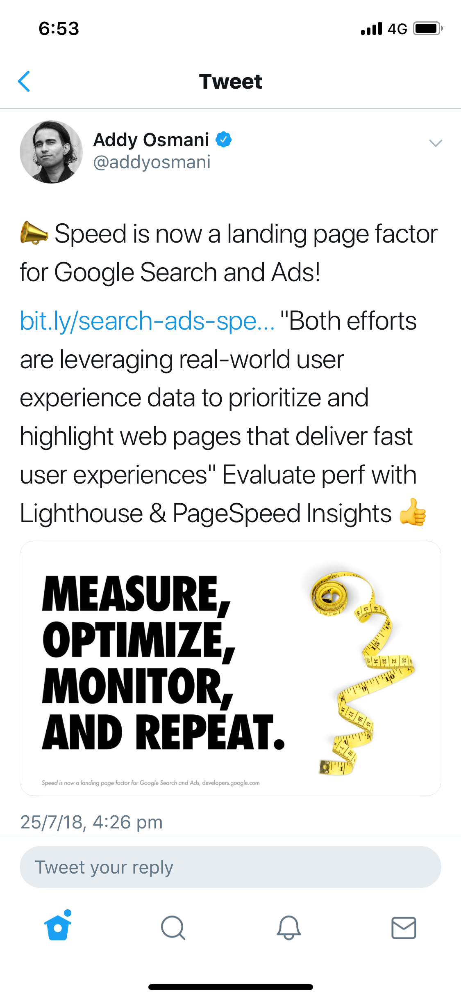 6:53
4G
Tweet
Addy Osmani
@addyosmani
📣 Speed is now a landing page factor
for Google Search and Ads!
bit.ly/search-ads-spe... "Both efforts
are leveraging real-world user
experience data to prioritize and
highlight web pages that deliver fast
user experiences" Evaluate perf with
Lighthouse & PageSpeed Insights 👍
MEASURE,
OPTIMIZE,
MONITOR,
AND REPEAT.
Speed is now a landing page factor for Google Search and Ads, developers.google.com
25/7/18, 4:26 pm
Tweet your reply